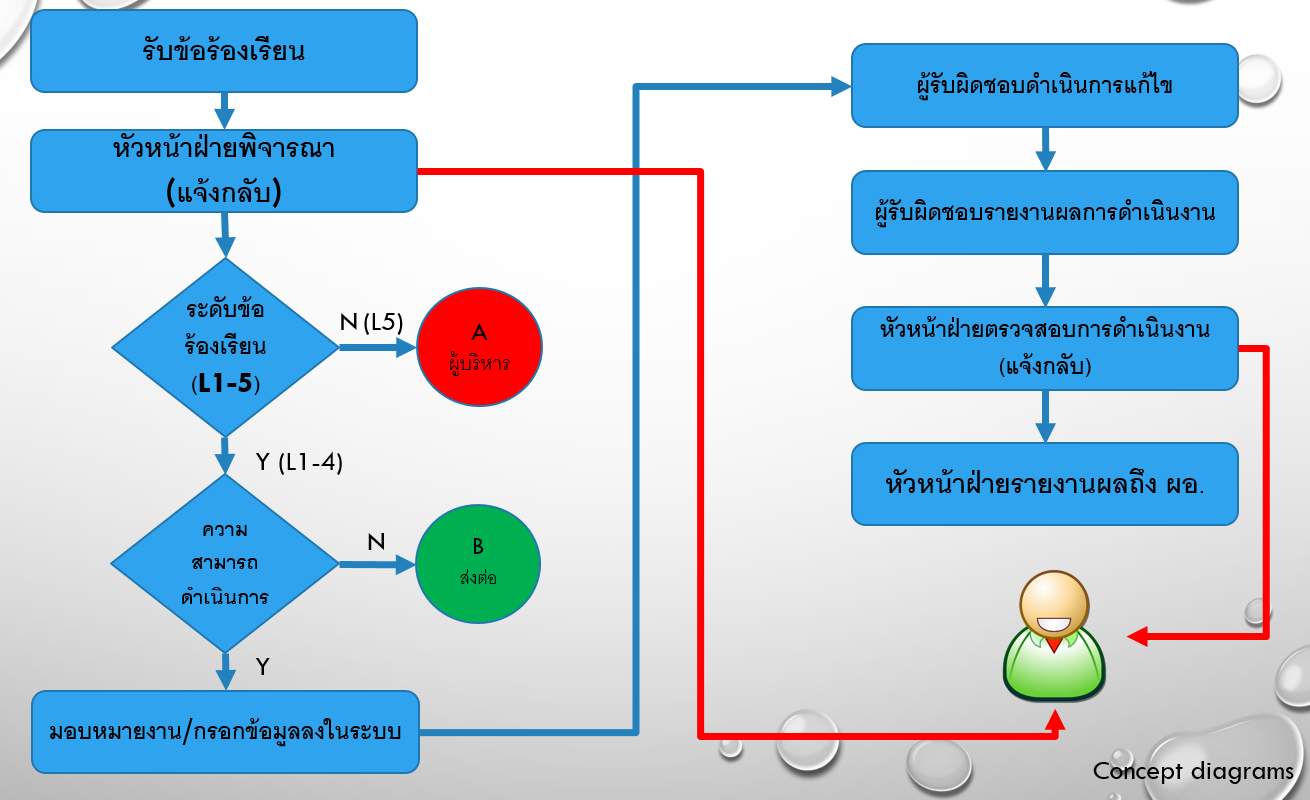 รับข้อร้องเรียน
หัวหน้าฝ่ายพิจารณา
(แจ้งกลับ)
ระดับข้อ
ร้องเรียน
(L1-5)
N (L5)
A
ผู้บริหาร
Y (L1-4)
ความ
สามารถ
ดำเนินการ
N
B
ส่งต่อ
Y
มอบหมายงาน/กรอกข้อมูลลงในระบบ
ผู้รับผิดชอบดำเนินการแก้ไข
ผู้รับผิดชอบรายงานผลการดำเนินงาน
หัวหน้าฝ่ายตรวจสอบการดำเนินงาน
(แจ้งกลับ)
หัวหน้าฝ่ายรายงานผลถึง ผอ.
Concept diagrams